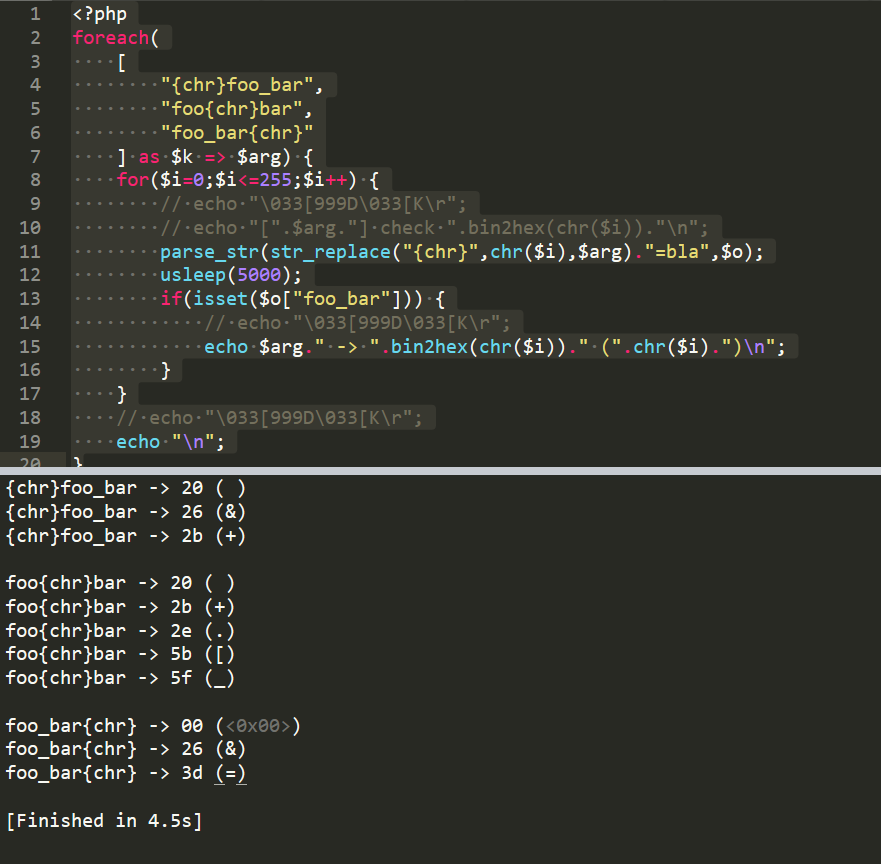 1 <?php
2 foreach(
3 ····[
4 ········"{chr}foo_bar",
5 ········"foo{chr}bar",
6 ········"foo_bar{chr}"
7 ····]·as·$k·=>·$arg)·{
8 ····for($i=0;$i<=255;$i++)·{
9 ········//·echo·"\033[999D\033[K\r";
10 ········//·echo·"[".$arg."]·check·".bin2hex(chr($i))."\n";
11 ········parse_str(str_replace("{chr}",chr($i),$arg)."=bla",$o);
12 ········usleep(5000);
13 ········if(isset($o["foo_bar"]))·{
14 ············//·echo·"\033[999D\033[K\r";
15 ············echo·$arg."·->·".bin2hex(chr($i))."·(".chr($i).")\n";
16 ········}
17 ····}
18 ····//·echo·"\033[999D\033[K\r";
19 ····echo·"\n";
20 }
{chr}foo_bar -> 20 ( )
{chr}foo_bar -> 26 (&)
{chr}foo_bar -> 2b (+)
foo{chr}bar -> 20 ( )
foo{chr}bar -> 2b (+)
foo{chr}bar -> 2e (.)
foo{chr}bar -> 5b ([)
foo{chr}bar -> 5f (_)
foo_bar{chr} -> 00 (<0x00>)
foo_bar{chr} -> 26 (&)
foo_bar{chr} -> 3d (=)
[Finished in 4.5s]